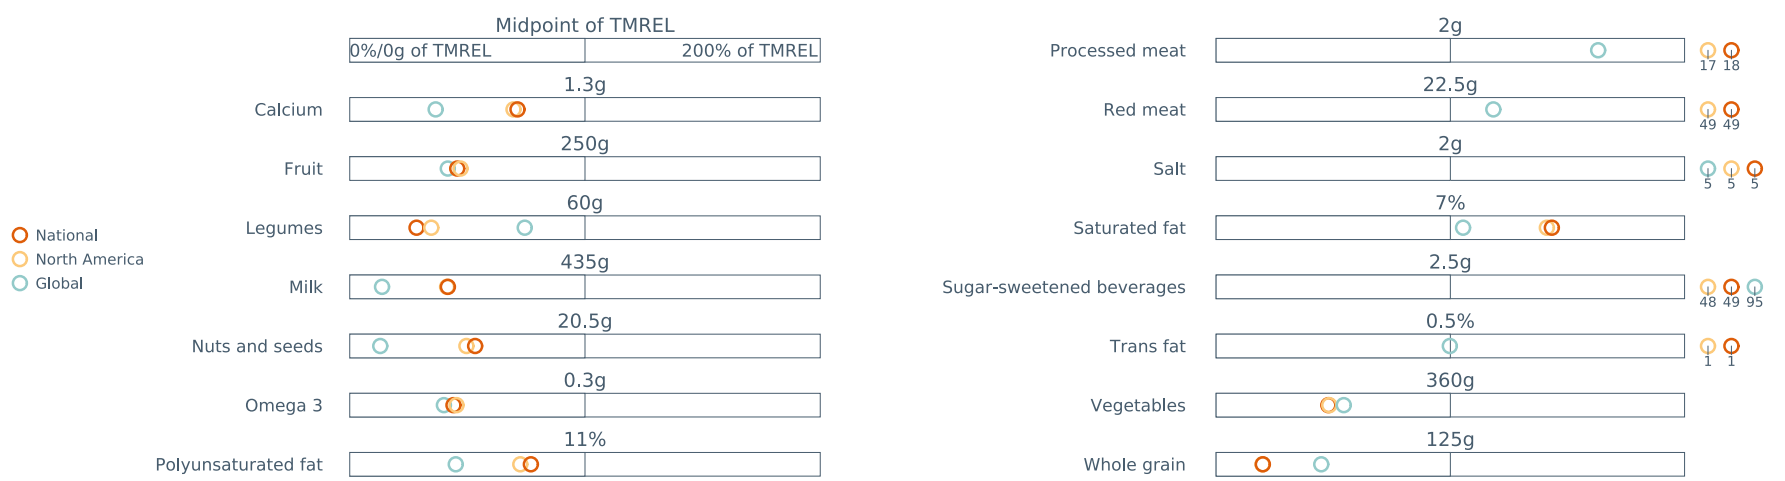 Midpoint of TMREL
0%/0g of TMREL 200% of TMREL
Calcium 1.3g
Fruit 250g
Legumes 60g
Milk 435g
Nuts and seeds 20.5g
Omega 3 0.3g
Polyunsaturated fat 11%
National
North America
Global
Processed meat 2g
17 18
Red meat 22.5g
49 49
Salt 2g
5 5 5
Saturated fat 7%
Sugar-sweetened beverages 2.5g
48 49 95
Trans fat 0.5%
1 1
Vegetables 360g
Whole grain 125g